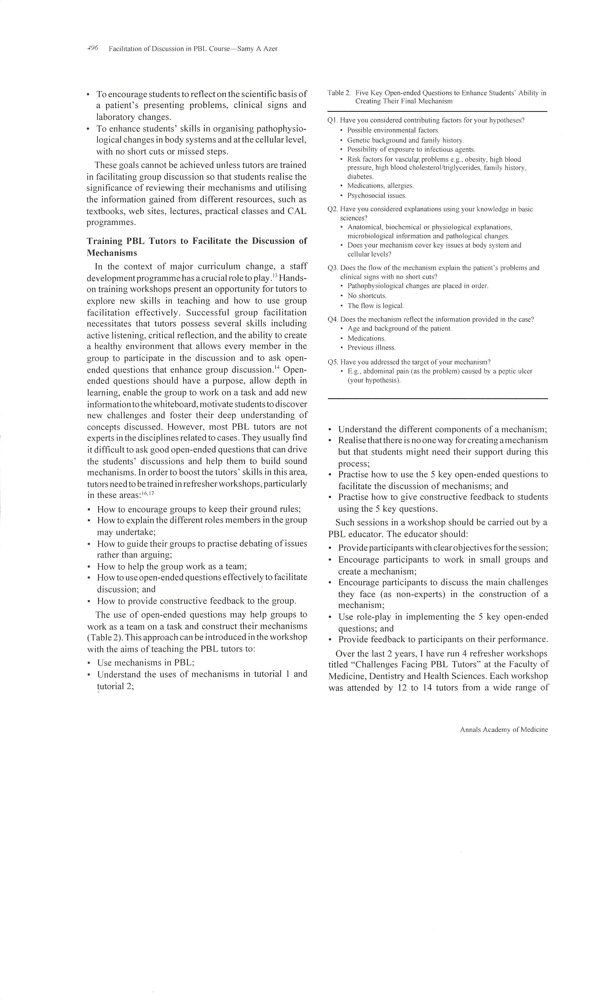 496 Facilitation of Discussion in PBL Course—Samy A Azer
• To encourage students to reflect on the scientific basis of
a patient's presenting problems, clinical signs and
laboratory changes.
• To enhance students' skills in organising pathophysio-
logical changes in body systems and at the cellular level,
with no short cuts or missed steps.
These goals cannot be achieved unless tutors are trained
in facilitating group discussion so that students realise the
significance of reviewing their mechanisms and utilising
the information gained from different resources, such as
textbooks, web sites, lectures, practical classes and CAL
programmes.
Training PBL Tutors to Facilitate the Discussion of
Mechanisms
In the context of major curriculum change, a staff
development programme has a crucial role to play.13 Hands-
on training workshops present an opportunity for tutors to
explore new skills in teaching and how to use group
facilitation effectively. Successful group facilitation
necessitates that tutors possess several skills including
active listening, critical reflection, and the ability to create
a healthy environment that allows every member in the
group to participate in the discussion and to ask open-
ended questions that enhance group discussion.14 Open-
ended questions should have a purpose, allow depth in
learning, enable the group to work on a task and add new
information to the whiteboard, motivate students to discover
new challenges and foster their deep understanding of
concepts discussed. However, most PBL tutors are not
experts in the disciplines related to cases. They usually find
it difficult to ask good open-ended questions that can drive
the students' discussions and help them to build sound
mechanisms. In order to boost the tutors' skills in this area,
tutors need to be trained in refresher workshops, particularly
in these areas:16,17
• How to encourage groups to keep their ground rules;
• How to explain the different roles members in the group
may undertake;
• How to guide their groups to practise debating of issues
rather than arguing;
• How to help the group work as a team;
• How to use open-ended questions effectively to facilitate
discussion; and
• How to provide constructive feedback to the group.
The use of open-ended questions may help groups to
work as a team on a task and construct their mechanisms
(Table 2). This approach can be introduced in the workshop
with the aims of teaching the PBL tutors to:
• Use mechanisms in PBL;
• Understand the uses of mechanisms in tutorial 1 and
tutorial 2;
Table 2. Five Key Open-ended Questions to Enhance Students' Ability in
Creating Their Final Mechanism
Q1. Have you considered contributing factors for your hypotheses?
• Possible environmental factors.
• Genetic background and family history.
• Possibility of exposure to infectious agents.
• Risk factors for vascular problems e.g., obesity, high blood
pressure, high blood cholesterol/triglycerides, family history,
diabetes.
• Medications, allergies.
• Psychosocial issues.
Q2. Have you considered explanations using your knowledge in basic
sciences?
• Anatomical, biochemical or physiological explanations,
microbiological information and pathological changes.
• Does your mechanism cover key issues at body system and
cellular levels?
Q3. Does the flow of the mechanism explain the patient's problems and
clinical signs with no short cuts?
• Pathophysiological changes are placed in order.
• No shortcuts.
• The flow is logical.
Q4. Does the mechanism reflect the information provided in the case?
• Age and background of the patient.
• Medications.
• Previous illness.
Q5. Have you addressed the target of your mechanism?
• E.g., abdominal pain (as the problem) caused by a peptic ulcer
(your hypothesis).
• Understand the different components of a mechanism;
• Realise that there is no one way for creating a mechanism
but that students might need their support during this
process;
• Practise how to use the 5 key open-ended questions to
facilitate the discussion of mechanisms; and
• Practise how to give constructive feedback to students
using the 5 key questions.
Such sessions in a workshop should be carried out by a
PBL educator. The educator should:
• Provide participants with clear objectives for the session;
• Encourage participants to work in small groups and
create a mechanism;
• Encourage participants to discuss the main challenges
they face (as non-experts) in the construction of a
mechanism;
• Use role-play in implementing the 5 key open-ended
questions; and
• Provide feedback to participants on their performance.
Over the last 2 years, I have run 4 refresher workshops
titled “Challenges Facing PBL Tutors” at the Faculty of
Medicine, Dentistry and Health Sciences. Each workshop
was attended by 12 to 14 tutors from a wide range of
Annals Academy of Medicine